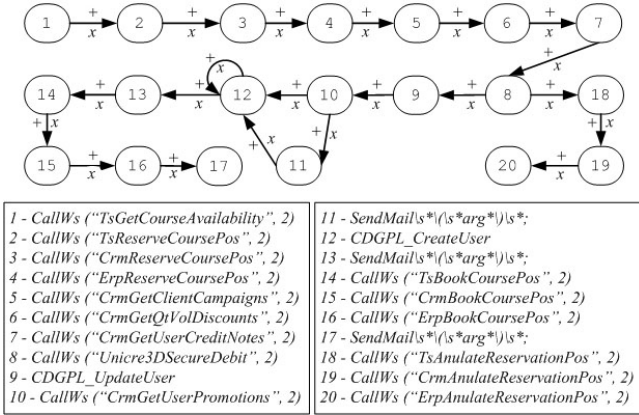 1 + x 2 + x 3 + x 4 + x 5 + x 6 + x 7
+ x + x
14 + x 13 + x 12 + x 10 + x 9 + x 8 + x 18
+ x + x + x + x
15 + x 16 + x 17 11 20 + x 19
1 - CallWs ("TsGetCourseAvailability", 2)
2 - CallWs ("TsReserveCoursePos", 2)
3 - CallWs ("CrmReserveCoursePos", 2)
4 - CallWs ("ErpReserveCoursePos", 2)
5 - CallWs ("CrmGetClientCampaigns", 2)
6 - CallWs ("CrmGetQtVolDiscounts", 2)
7 - CallWs ("CrmGetUserCreditNotes", 2)
8 - CallWs ("Unicre3DSecureDebit", 2)
9 - CDGPL_UpdateUser
10 - CallWs ("CrmGetUserPromotions", 2)
11 - SendMail\s*\(\s*arg*\)\s*;
12 - CDGPL_CreateUser
13 - SendMail\s*\(\s*arg*\)\s*;
14 - CallWs ("TsBookCoursePos", 2)
15 - CallWs ("CrmBookCoursePos", 2)
16 - CallWs ("ErpBookCoursePos", 2)
17 - SendMail\s*\(\s*arg*\)\s*;
18 - CallWs ("TsAnulateReservationPos", 2)
19 - CallWs ("CrmAnulateReservationPos", 2)
20 - CallWs ("ErpAnulateReservationPos", 2)